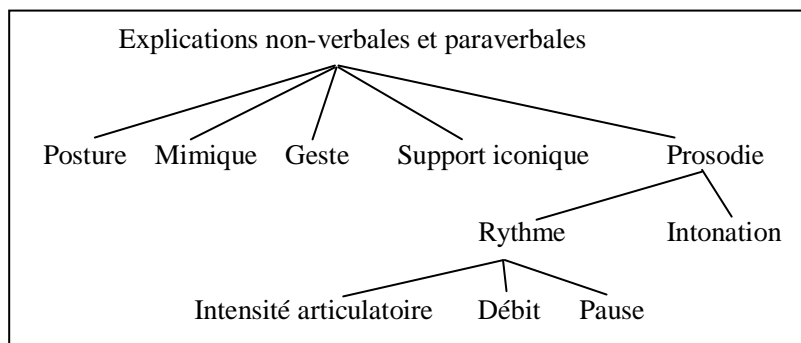 Explications non-verbales et paraverbales
Posture Mimique Geste Support iconique Prosodie
Rythme Intonation
Intensité articulatoire Débit Pause